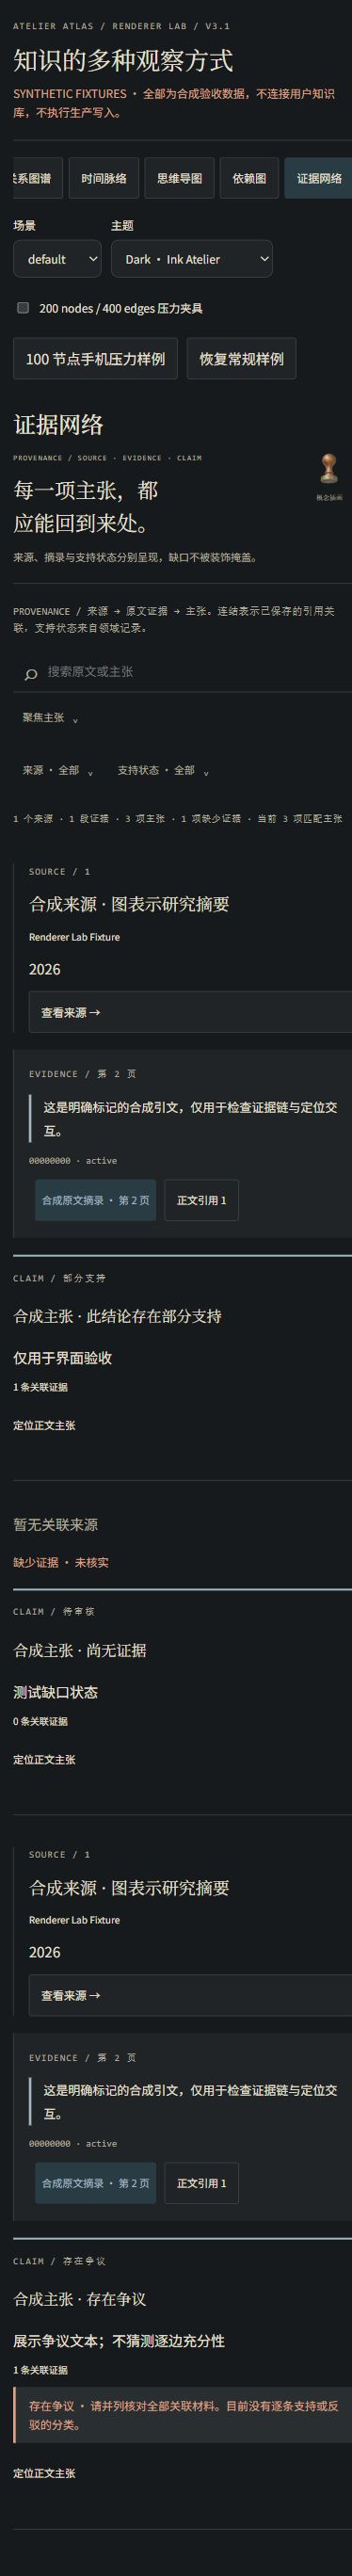 ATELIER ATLAS / RENDERER LAB / V3.1
知识的多种观察方式
SYNTHETIC FIXTURES · 全部为合成验收数据，不连接用户知识
库，不执行生产写入。
系图谱
时间脉络
思维导图
依赖图
证据网络
场景
主题
default
Dark · Ink Atelier
200 nodes / 400 edges 压力夹具
100 节点手机压力样例
恢复常规样例
证据网络
PROVENANCE / SOURCE · EVIDENCE · CLAIM
每一项主张，都
应能回到来处。
概念插画
来源、摘录与支持状态分别呈现，缺口不被装饰掩盖。
PROVENANCE / 来源 → 原文证据 → 主张。连结表示已保存的引用关
联，支持状态来自领域记录。
搜索原文或主张
聚焦主张
来源 · 全部
支持状态 · 全部
1 个来源 · 1 段证据 · 3 项主张 · 1 项缺少证据 · 当前 3 项匹配主张
SOURCE / 1
合成来源 · 图表示研究摘要
Renderer Lab Fixture
2026
查看来源 →
EVIDENCE / 第 2 页
这是明确标记的合成引文，仅用于检查证据链与定位交
互。
00000000 · active
合成原文摘录 · 第 2 页
正文引用 1
CLAIM / 部分支持
合成主张 · 此结论存在部分支持
仅用于界面验收
1 条关联证据
定位正文主张
暂无关联来源
缺少证据 · 未核实
CLAIM / 待审核
合成主张 · 尚无证据
测试缺口状态
0 条关联证据
定位正文主张
SOURCE / 1
合成来源 · 图表示研究摘要
Renderer Lab Fixture
2026
查看来源 →
EVIDENCE / 第 2 页
这是明确标记的合成引文，仅用于检查证据链与定位交
互。
00000000 · active
合成原文摘录 · 第 2 页
正文引用 1
CLAIM / 存在争议
合成主张 · 存在争议
展示争议文本；不猜测逐边充分性
1 条关联证据
存在争议 · 请并列核对全部关联材料。目前没有逐条支持或反
驳的分类。
定位正文主张